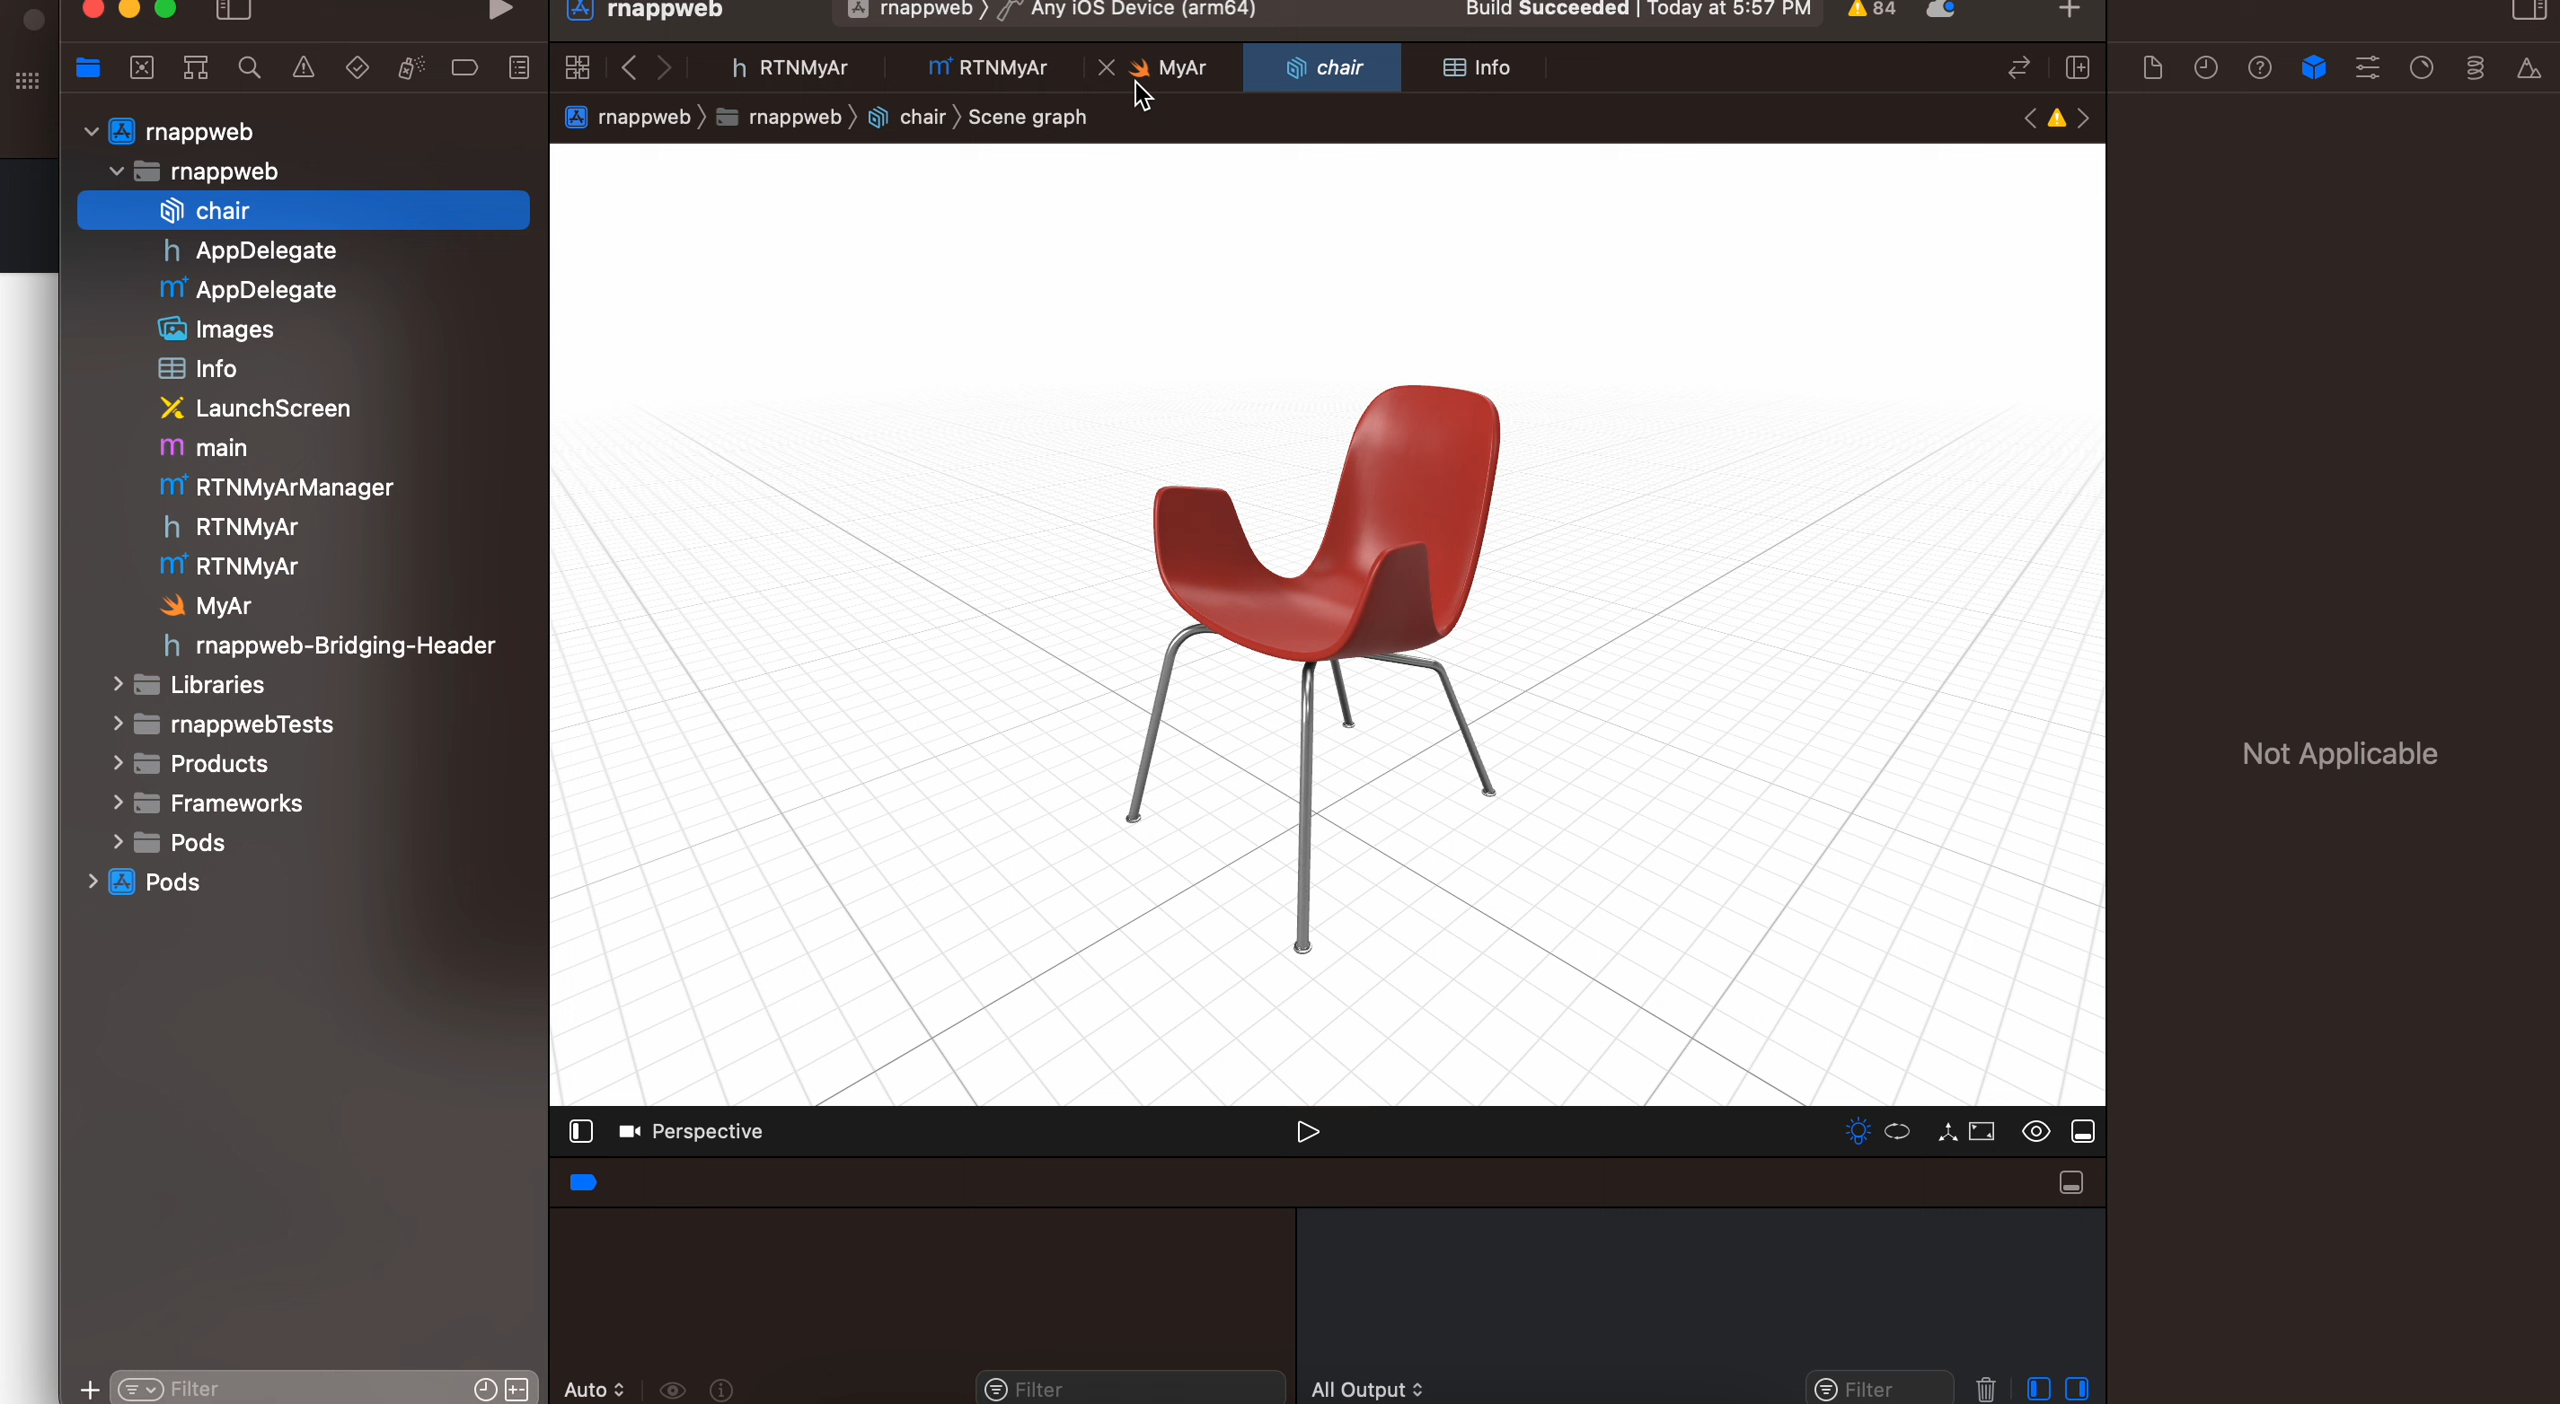 rnappweb
rnappweb 〉 Any iOS Device (arm64)
Build Succeeded | Today at 5:57 PM
84
RTNMyAr
RTNMyAr
MyAr
chair
Info
rnappweb 〉 rnappweb 〉 chair 〉 Scene graph
rnappweb
rnappweb
chair
AppDelegate
AppDelegate
Images
Info
LaunchScreen
main
RTNMyArManager
RTNMyAr
RTNMyAr
MyAr
rnappweb-Bridging-Header
Libraries
rnappwebTests
Products
Frameworks
Pods
Pods
Not Applicable
Perspective
Filter
Auto
Filter
All Output
Filter